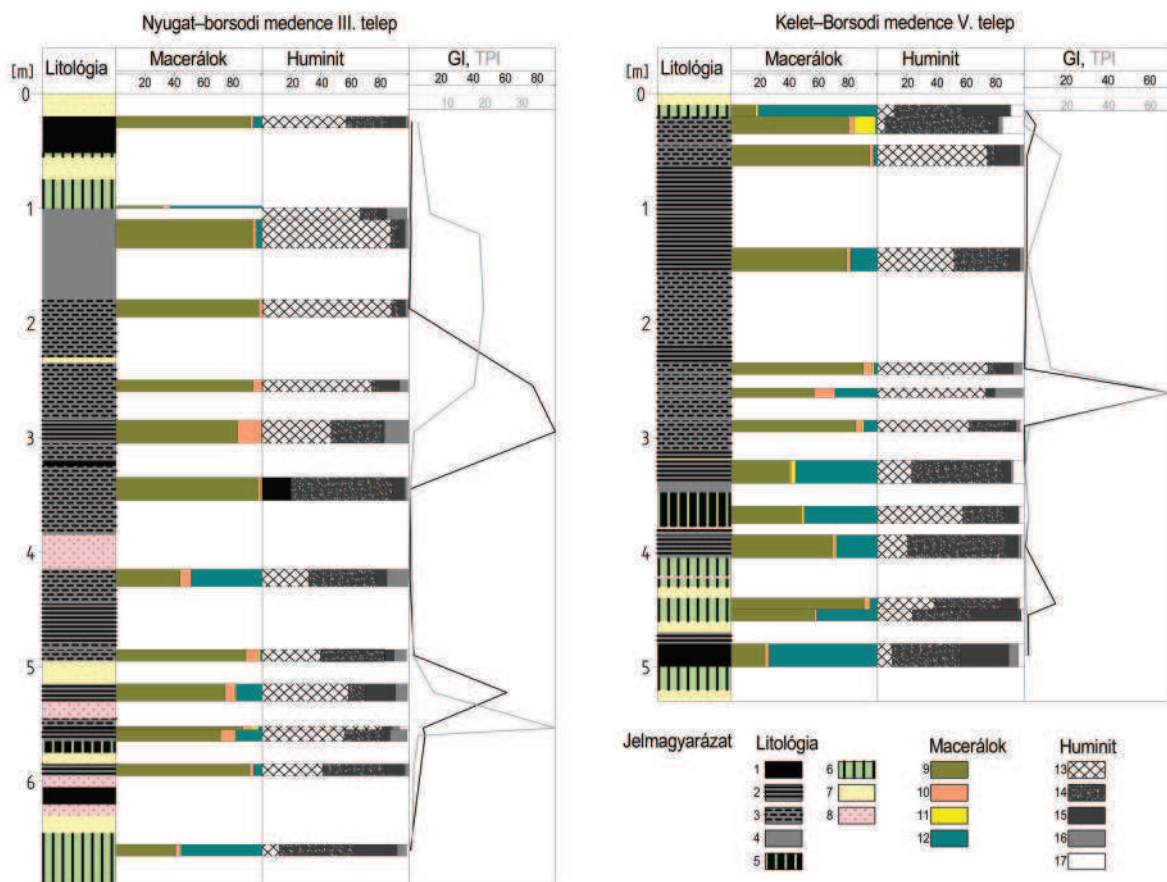 Nyugat–borsodi medence III. telep
Litológia Macerálok Huminit GI, TPI
[m] 20 40 60 80 20 40 60 80 20 40 60 80
0
10 20 30
1
2
3
4
5
6
Kelet–Borsodi medence V. telep
Litológia Macerálok Huminit GI, TPI
[m] 20 40 60 80 20 40 60 80 20 40 60
0
20 40 60
1
2
3
4
5
Jelmagyarázat Litológia Macerálok Huminit
1 6 9 13
2 7 10 14
3 8 11 15
4 12 16
5 17